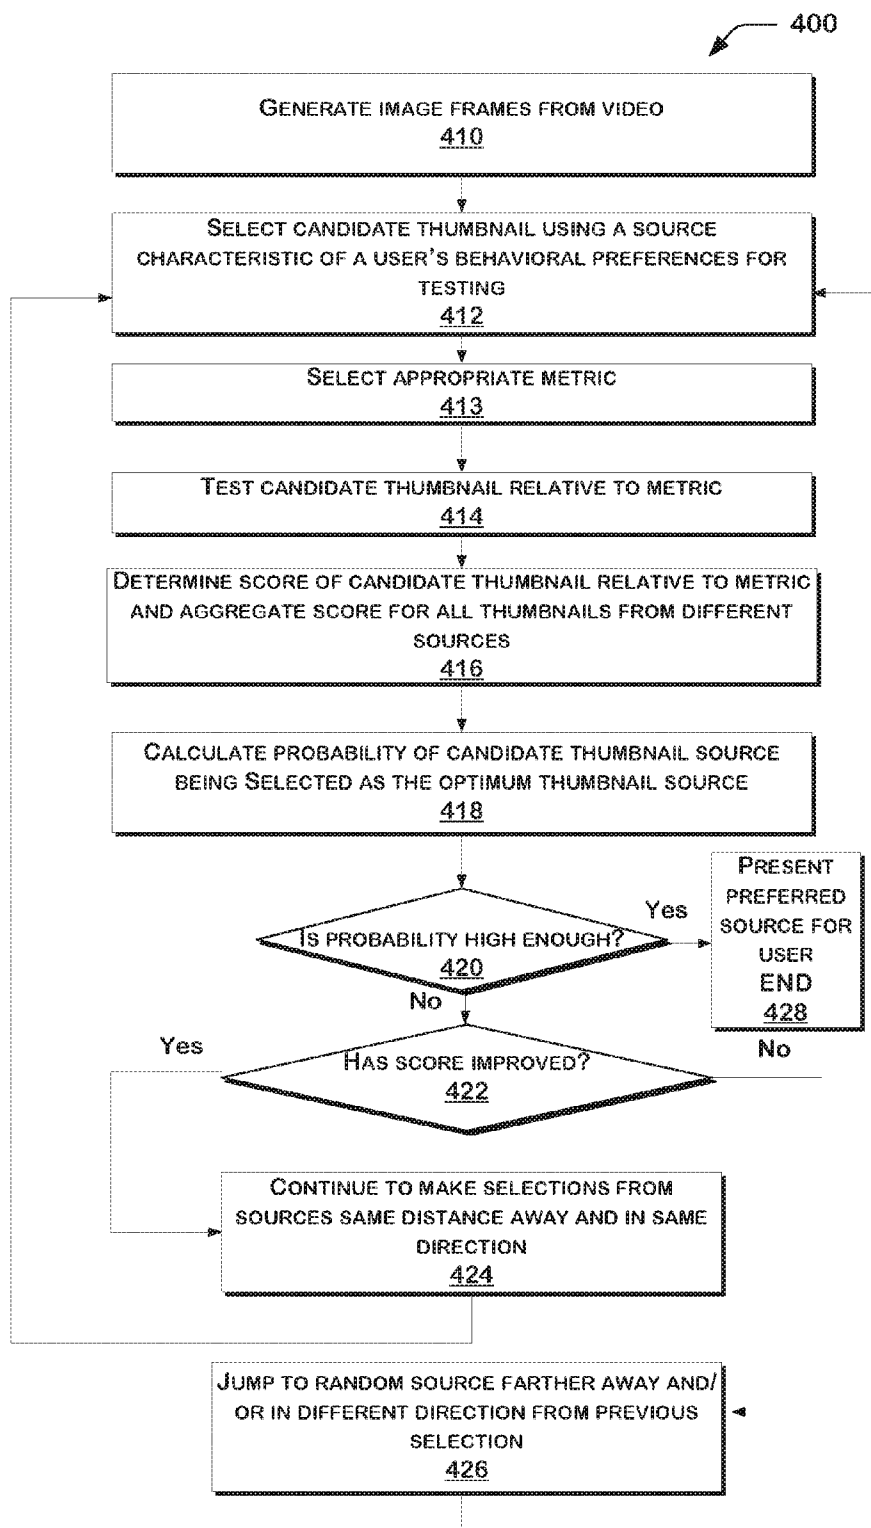 400
GENERATE IMAGE FRAMES FROM VIDEO
410
SELECT CANDIDATE THUMBNAIL USING A SOURCE
CHARACTERISTIC OF A USER'S BEHAVIORAL PREFERENCES FOR
TESTING
412
SELECT APPROPRIATE METRIC
413
TEST CANDIDATE THUMBNAIL RELATIVE TO METRIC
414
DETERMINE SCORE OF CANDIDATE THUMBNAIL RELATIVE TO METRIC
AND AGGREGATE SCORE FOR ALL THUMBNAILS FROM DIFFERENT
SOURCES
416
CALCULATE PROBABILITY OF CANDIDATE THUMBNAIL SOURCE
BEING SELECTED AS THE OPTIMUM THUMBNAIL SOURCE
418
IS PROBABILITY HIGH ENOUGH?
420
Yes
PRESENT
PREFERRED
SOURCE FOR
USER
END
428
No
HAS SCORE IMPROVED?
422
Yes
No
CONTINUE TO MAKE SELECTIONS FROM
SOURCES SAME DISTANCE AWAY AND IN SAME
DIRECTION
424
JUMP TO RANDOM SOURCE FARTHER AWAY AND/
OR IN DIFFERENT DIRECTION FROM PREVIOUS
SELECTION
426